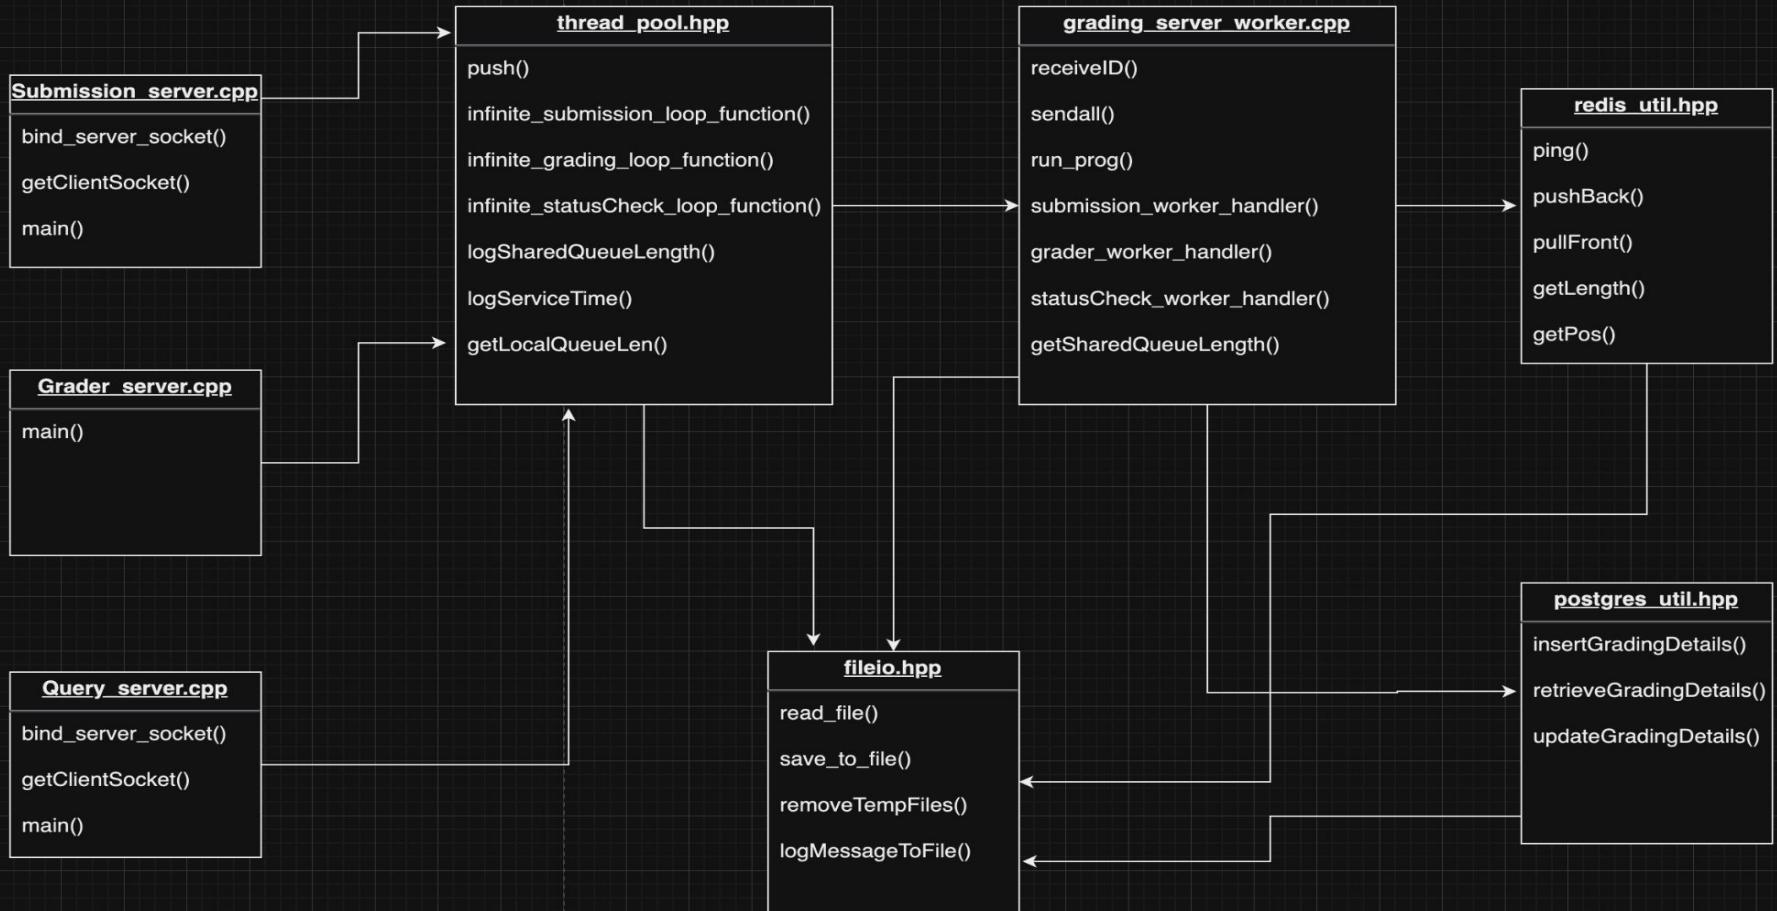 thread_pool.hpp
push()
infinite_submission_loop_function()
infinite_grading_loop_function()
infinite_statusCheck_loop_function()
logSharedQueueLength()
logServiceTime()
getLocalQueueLen()
grading_server_worker.cpp
receiveID()
sendall()
run_prog()
submission_worker_handler()
grader_worker_handler()
statusCheck_worker_handler()
getSharedQueueLength()
Submission_server.cpp
bind_server_socket()
getClientSocket()
main()
redis_util.hpp
ping()
pushBack()
pullFront()
getLength()
getPos()
Grader_server.cpp
main()
postgres_util.hpp
insertGradingDetails()
retrieveGradingDetails()
updateGradingDetails()
fileio.hpp
read_file()
save_to_file()
removeTempFiles()
logMessageToFile()
Query_server.cpp
bind_server_socket()
getClientSocket()
main()